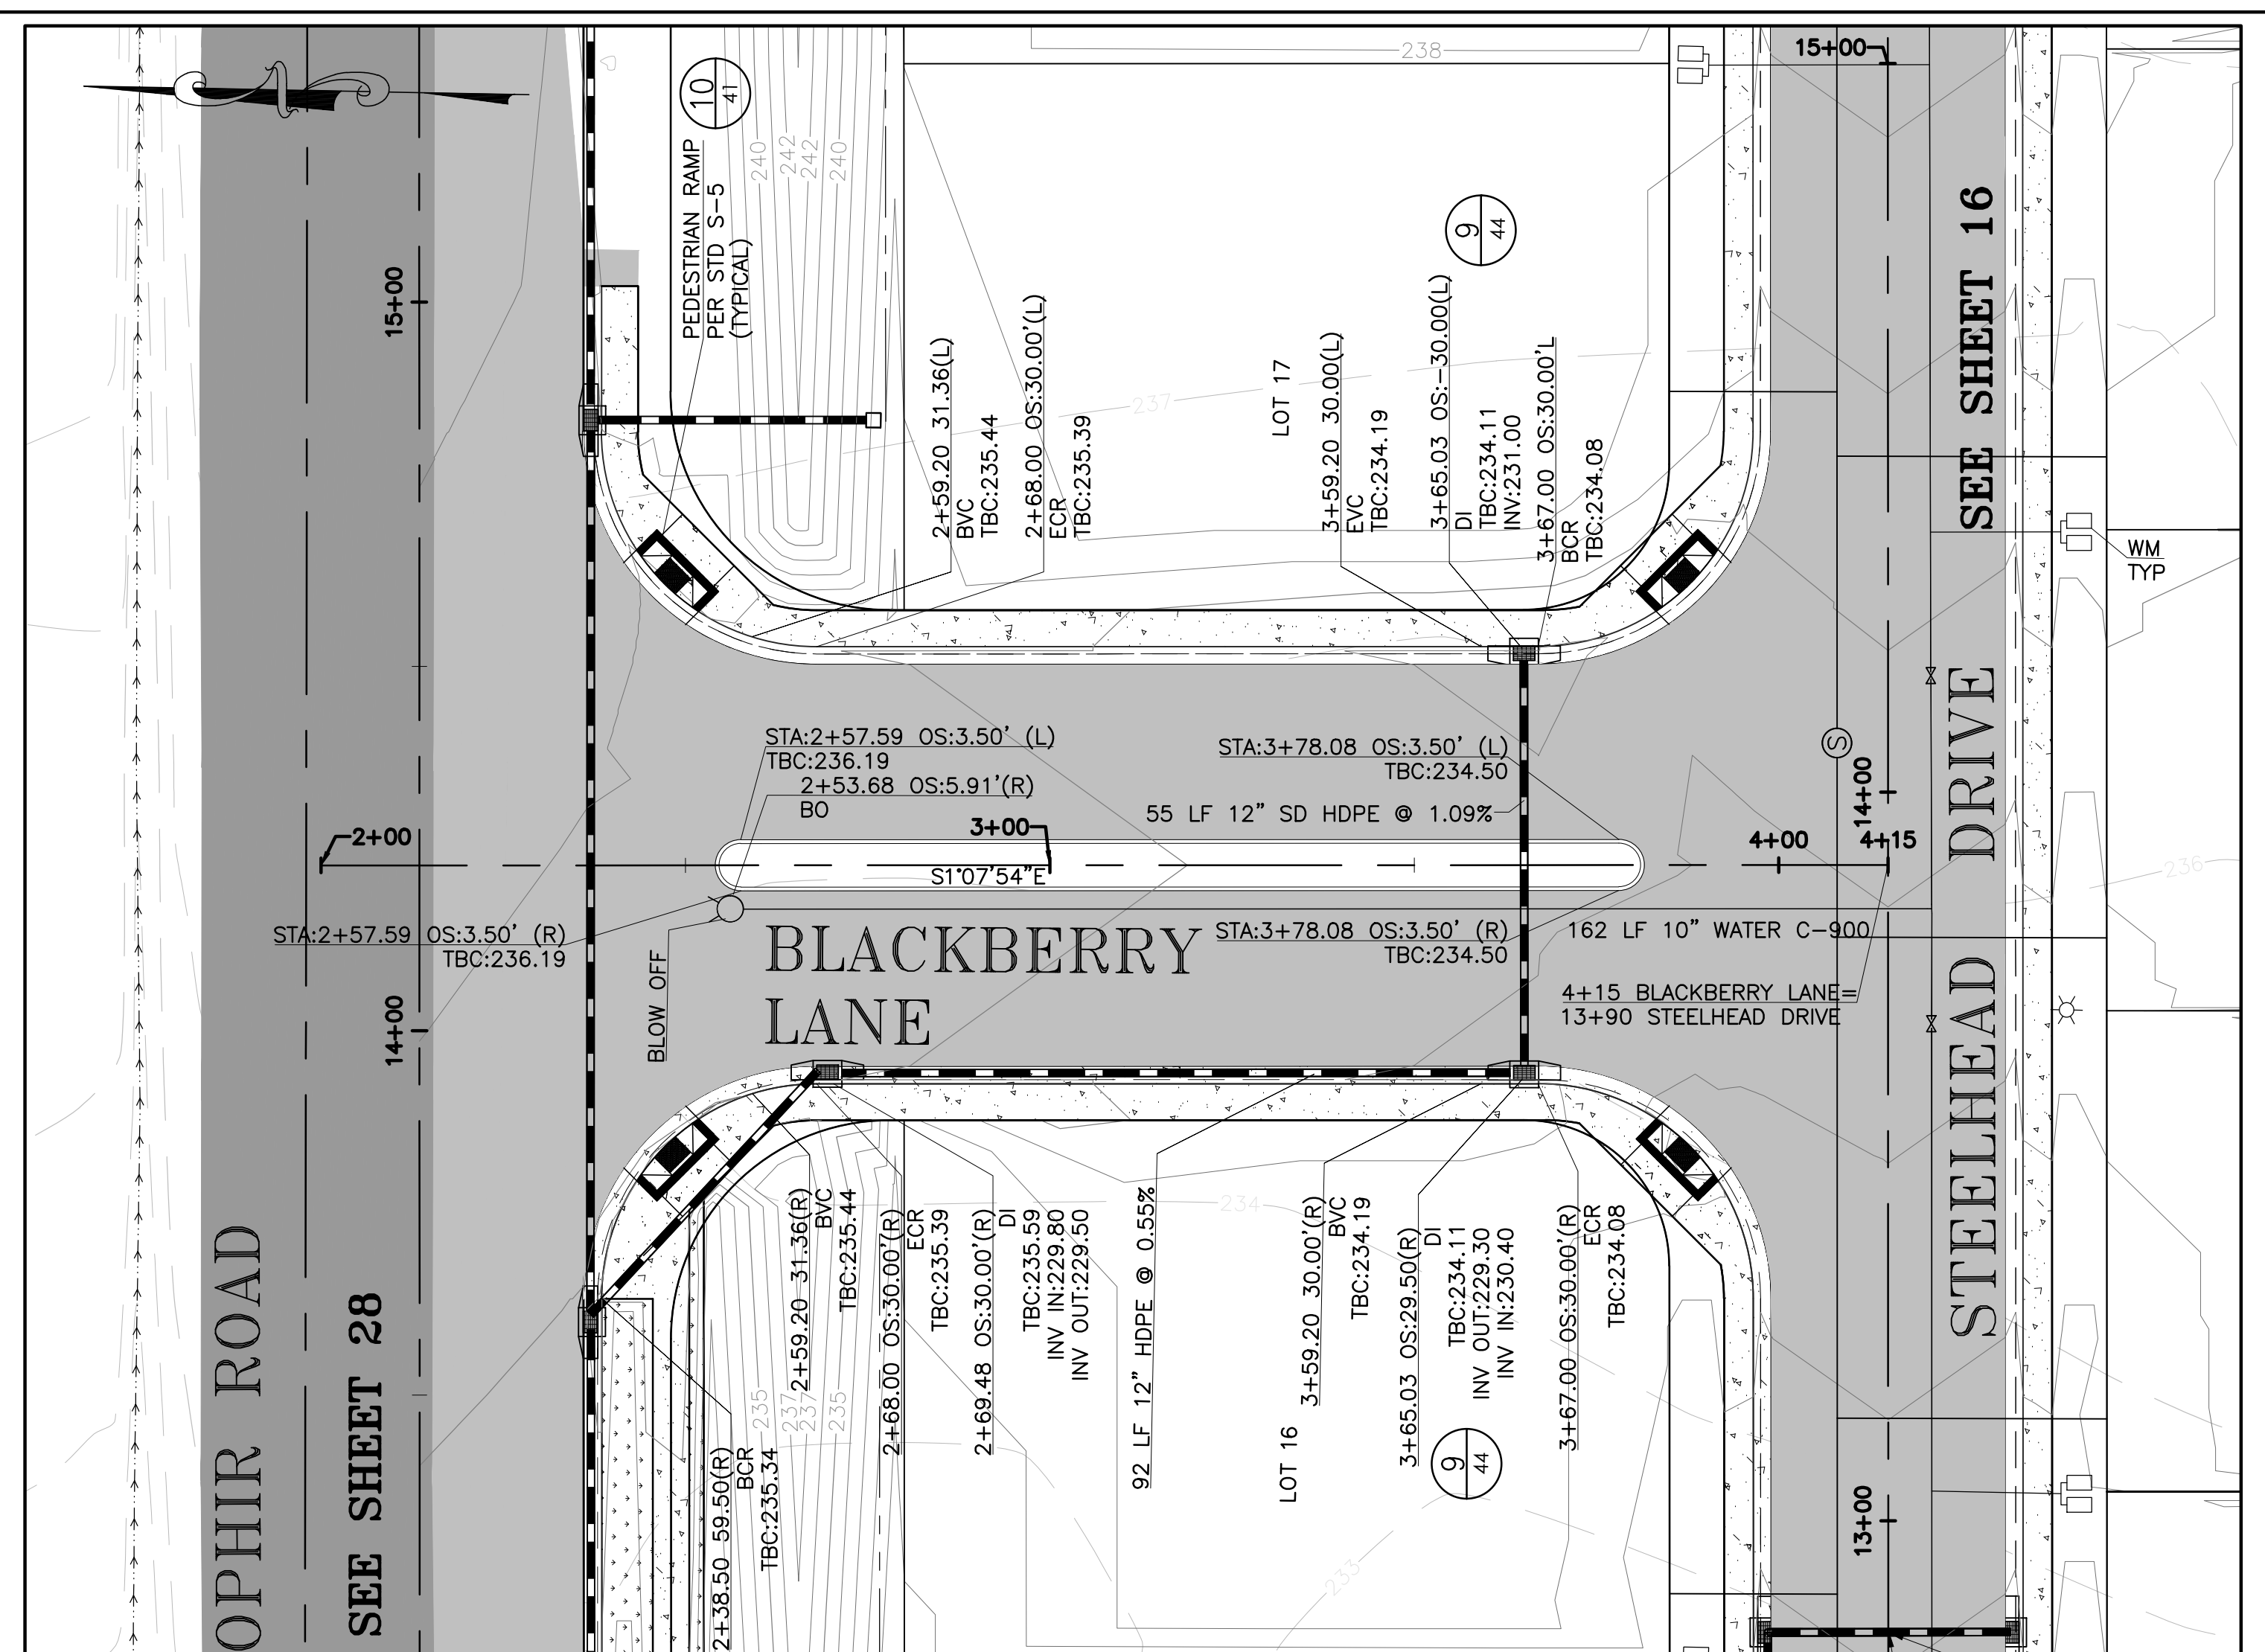 238
15+00
10
41
PEDESTRIAN RAMP
PER STD S-5
(TYPICAL)
240
242
242
240
9
44
SEE SHEET 16
15+00
237
2+59.20 31.36(L)
BVC
TBC:235.44
2+68.00 OS:30.00'(L)
ECR
TBC:235.39
LOT 17
3+59.20 30.00(L)
EVC
TBC:234.19
3+65.03 OS:-30.00(L)
DI
TBC:234.11
INV:231.00
3+67.00 OS:30.00'L
BCR
TBC:234.08
WM
TYP
STA:2+57.59 OS:3.50' (L)
TBC:236.19
2+53.68 OS:5.91'(R)
BO
STA:3+78.08 OS:3.50' (L)
TBC:234.50
55 LF 12" SD HDPE @ 1.09%
S
14+00
2+00
3+00
4+00
4+15
S1°07'54"E
236
STA:2+57.59 OS:3.50' (R)
TBC:236.19
BLOW OFF
BLACKBERRY
LANE
STA:3+78.08 OS:3.50' (R)
TBC:234.50
162 LF 10" WATER C-900
4+15 BLACKBERRY LANE=
13+90 STEELHEAD DRIVE
STEELHEAD DRIVE
14+00
OPHIR ROAD
SEE SHEET 28
2+38.50 59.50(R)
BCR
TBC:235.34
235
237
237
235
2+59.20 31.36(R)
BVC
TBC:235.44
2+68.00 OS:30.00'(R)
ECR
TBC:235.39
2+69.48 OS:30.00'(R)
DI
TBC:235.59
INV IN:229.80
INV OUT:229.50
92 LF 12" HDPE @ 0.55%
234
LOT 16
3+59.20 30.00'(R)
BVC
TBC:234.19
3+65.03 OS:29.50(R)
DI
TBC:234.11
INV OUT:229.30
INV IN:230.40
9
44
3+67.00 OS:30.00'(R)
ECR
TBC:234.08
233
13+00